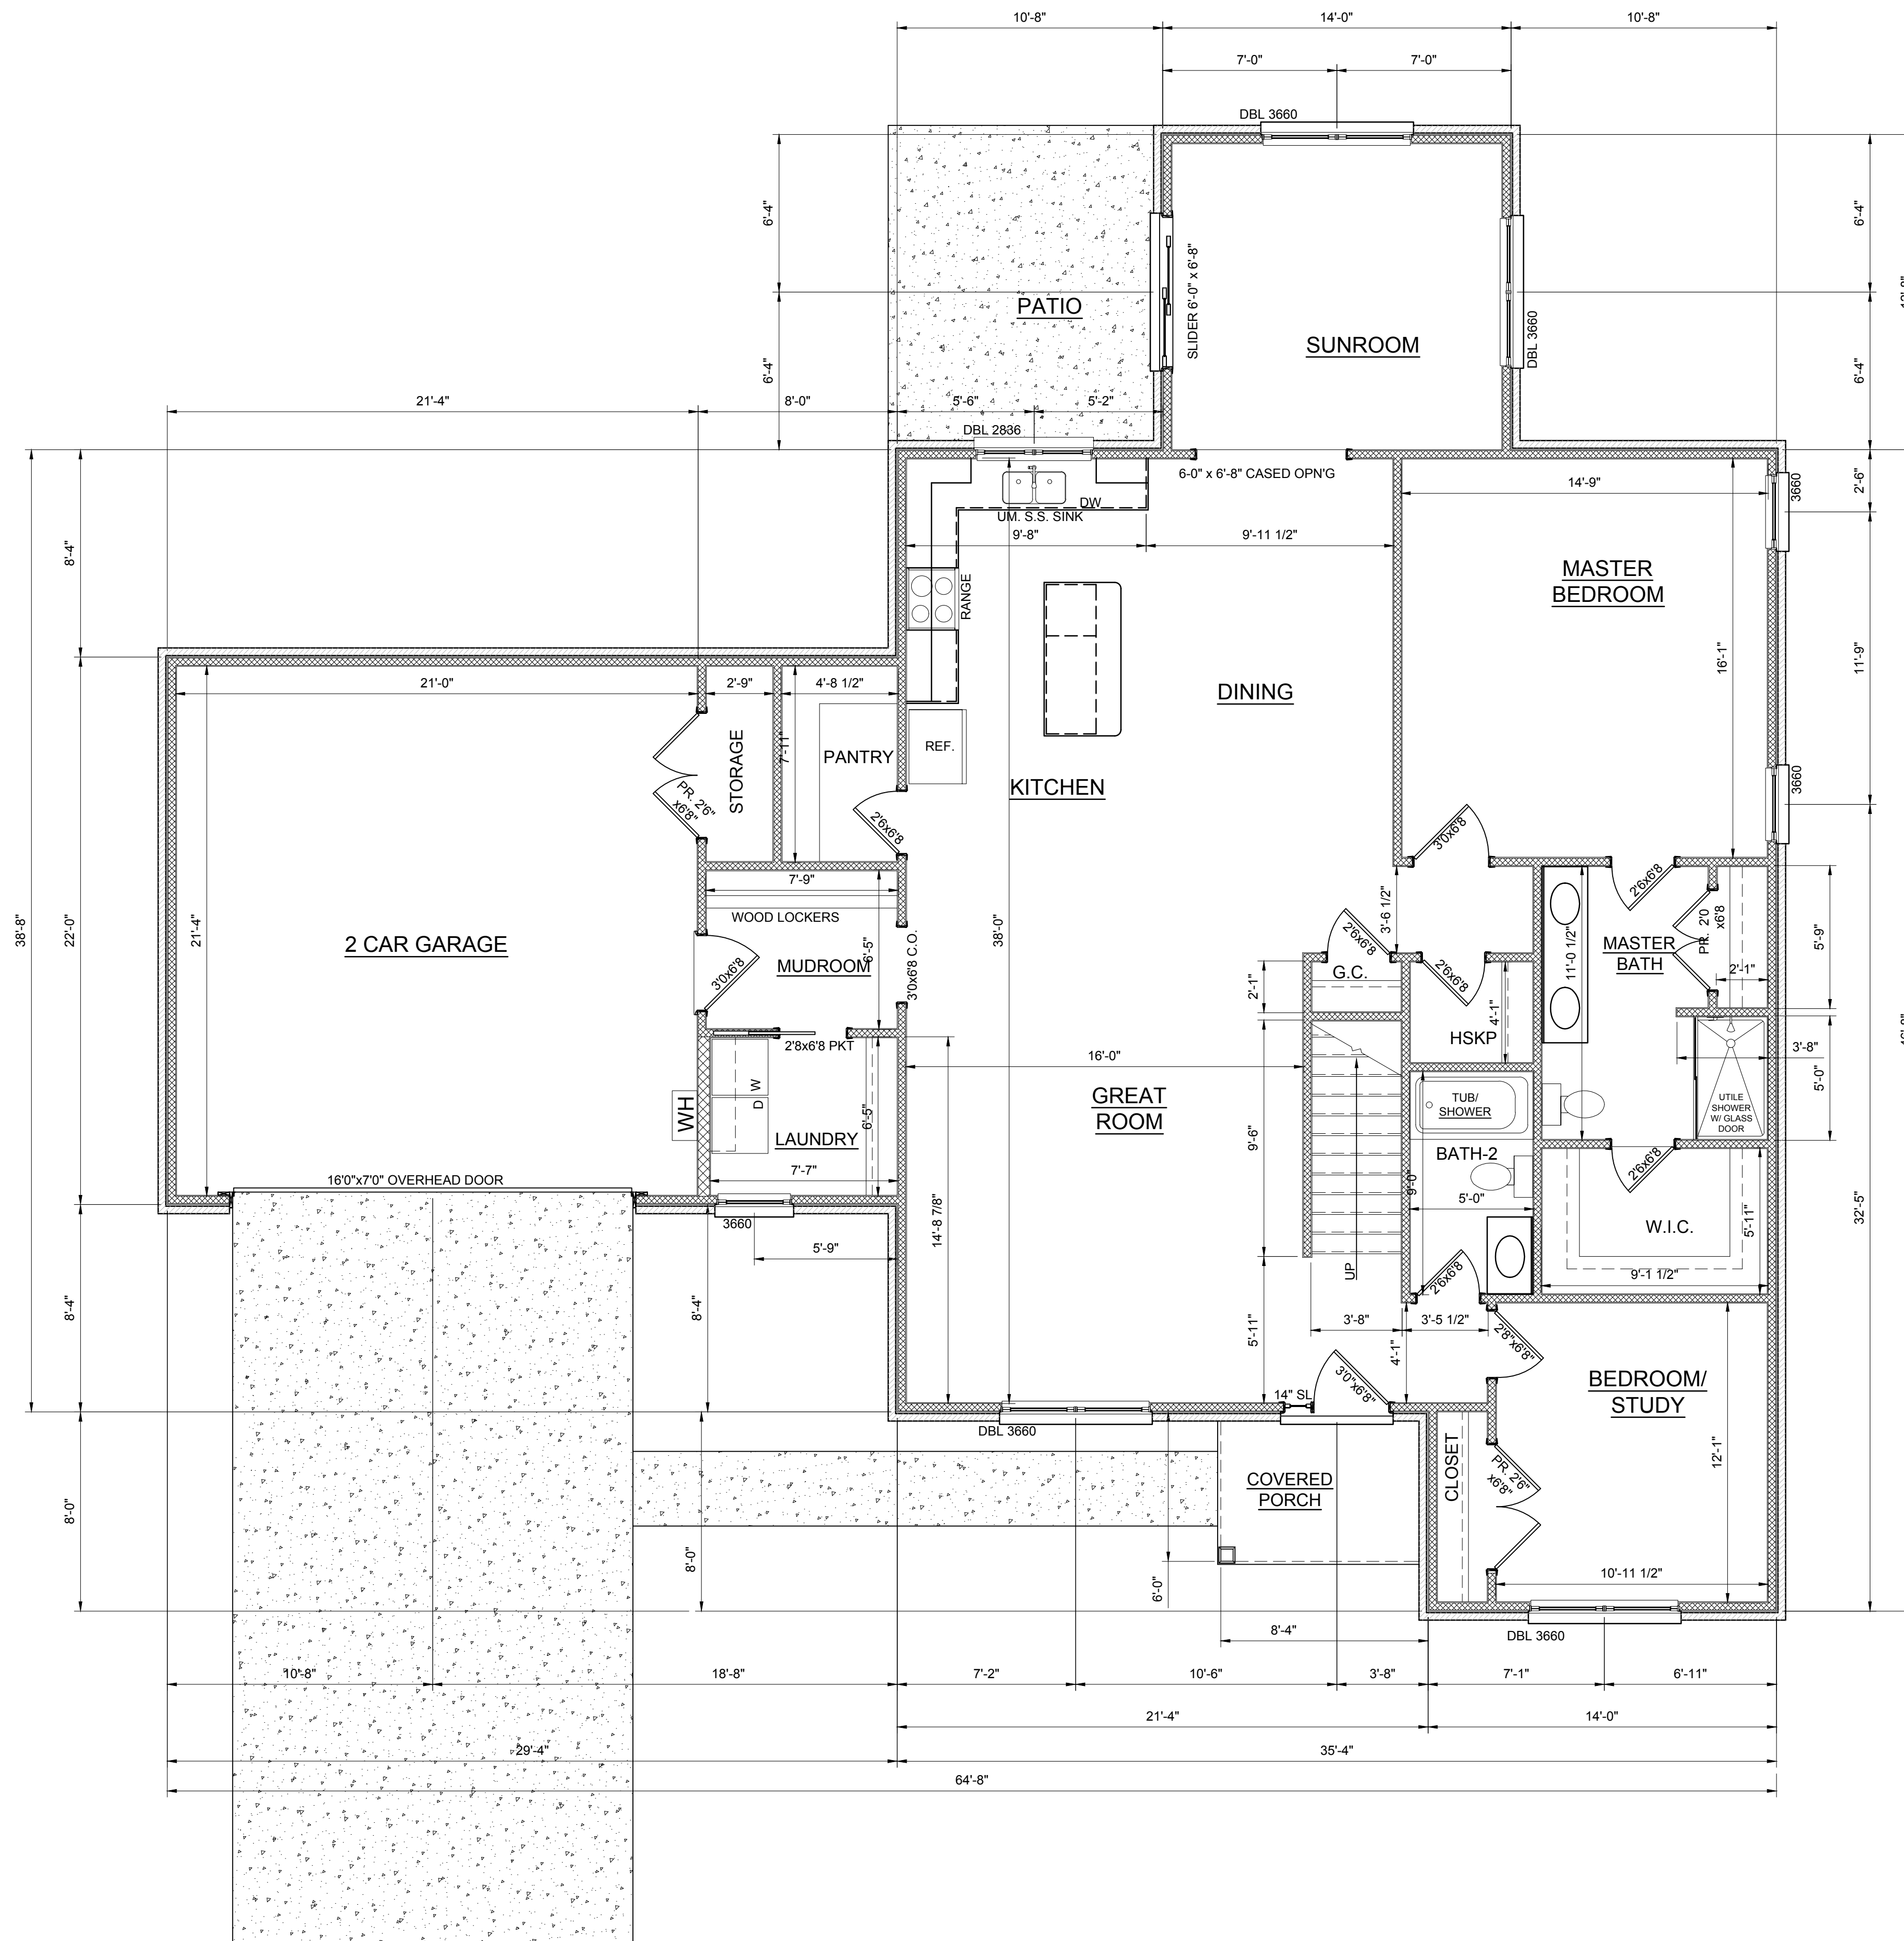 10'-8"
14'-0"
10'-8"
7'-0"
7'-0"
DBL 3660
6'-4"
6'-4"
SLIDER 6'-0" x 6'-8"
PATIO
SUNROOM
DBL 3660
6'-4"
6'-4"
21'-4"
8'-0"
5'-6"
5'-2"
DBL 2836
6-0" x 6'-8" CASED OPN'G
14'-9"
3660
2'-6"
DW
UM. S.S. SINK
9'-8"
9'-11 1/2"
8'-4"
RANGE
MASTER
BEDROOM
16'-1"
11'-9"
21'-0"
2'-9"
4'-8 1/2"
DINING
7'-11"
PANTRY
REF.
STORAGE
PR. 2'6"
x6'8"
KITCHEN
3660
2'6x6'8
3'0x6'8
7'-9"
WOOD LOCKERS
2'6x6'8
PR. 2'0
x6'8
5'-9"
38'-8"
22'-0"
21'-4"
2 CAR GARAGE
MUDROOM
6'-5"
3'0x6'8
3'0x6'8 C.O.
38'-0"
3'-6 1/2"
2'6x6'8
G.C.
2'6x6'8
11'-0 1/2"
MASTER
BATH
2'-1"
2'-1"
4'-1"
HSKP
2'8x6'8 PKT
16'-0"
3'-8"
5'-0"
W
D
WH
LAUNDRY
6'-5"
7'-7"
GREAT
ROOM
TUB/
SHOWER
UTILE
SHOWER
W/ GLASS
DOOR
9'-6"
BATH-2
9'-0"
5'-0"
2'6x6'8
16'0"x7'0" OVERHEAD DOOR
3660
5'-9"
14'-8 7/8"
W.I.C.
5'-11"
32'-5"
9'-1 1/2"
UP
2'6x6'8
8'-4"
8'-4"
5'-11"
3'-8"
3'-5 1/2"
4'-1"
2'8"x6'8"
3'0"x6'8"
14" SL
BEDROOM/
STUDY
DBL 3660
CLOSET
12'-1"
PR. 2'6"
x6'8"
COVERED
PORCH
8'-0"
8'-0"
6'-0"
10'-11 1/2"
8'-4"
DBL 3660
10'-8"
18'-8"
7'-2"
10'-6"
3'-8"
7'-1"
6'-11"
21'-4"
14'-0"
29'-4"
35'-4"
64'-8"